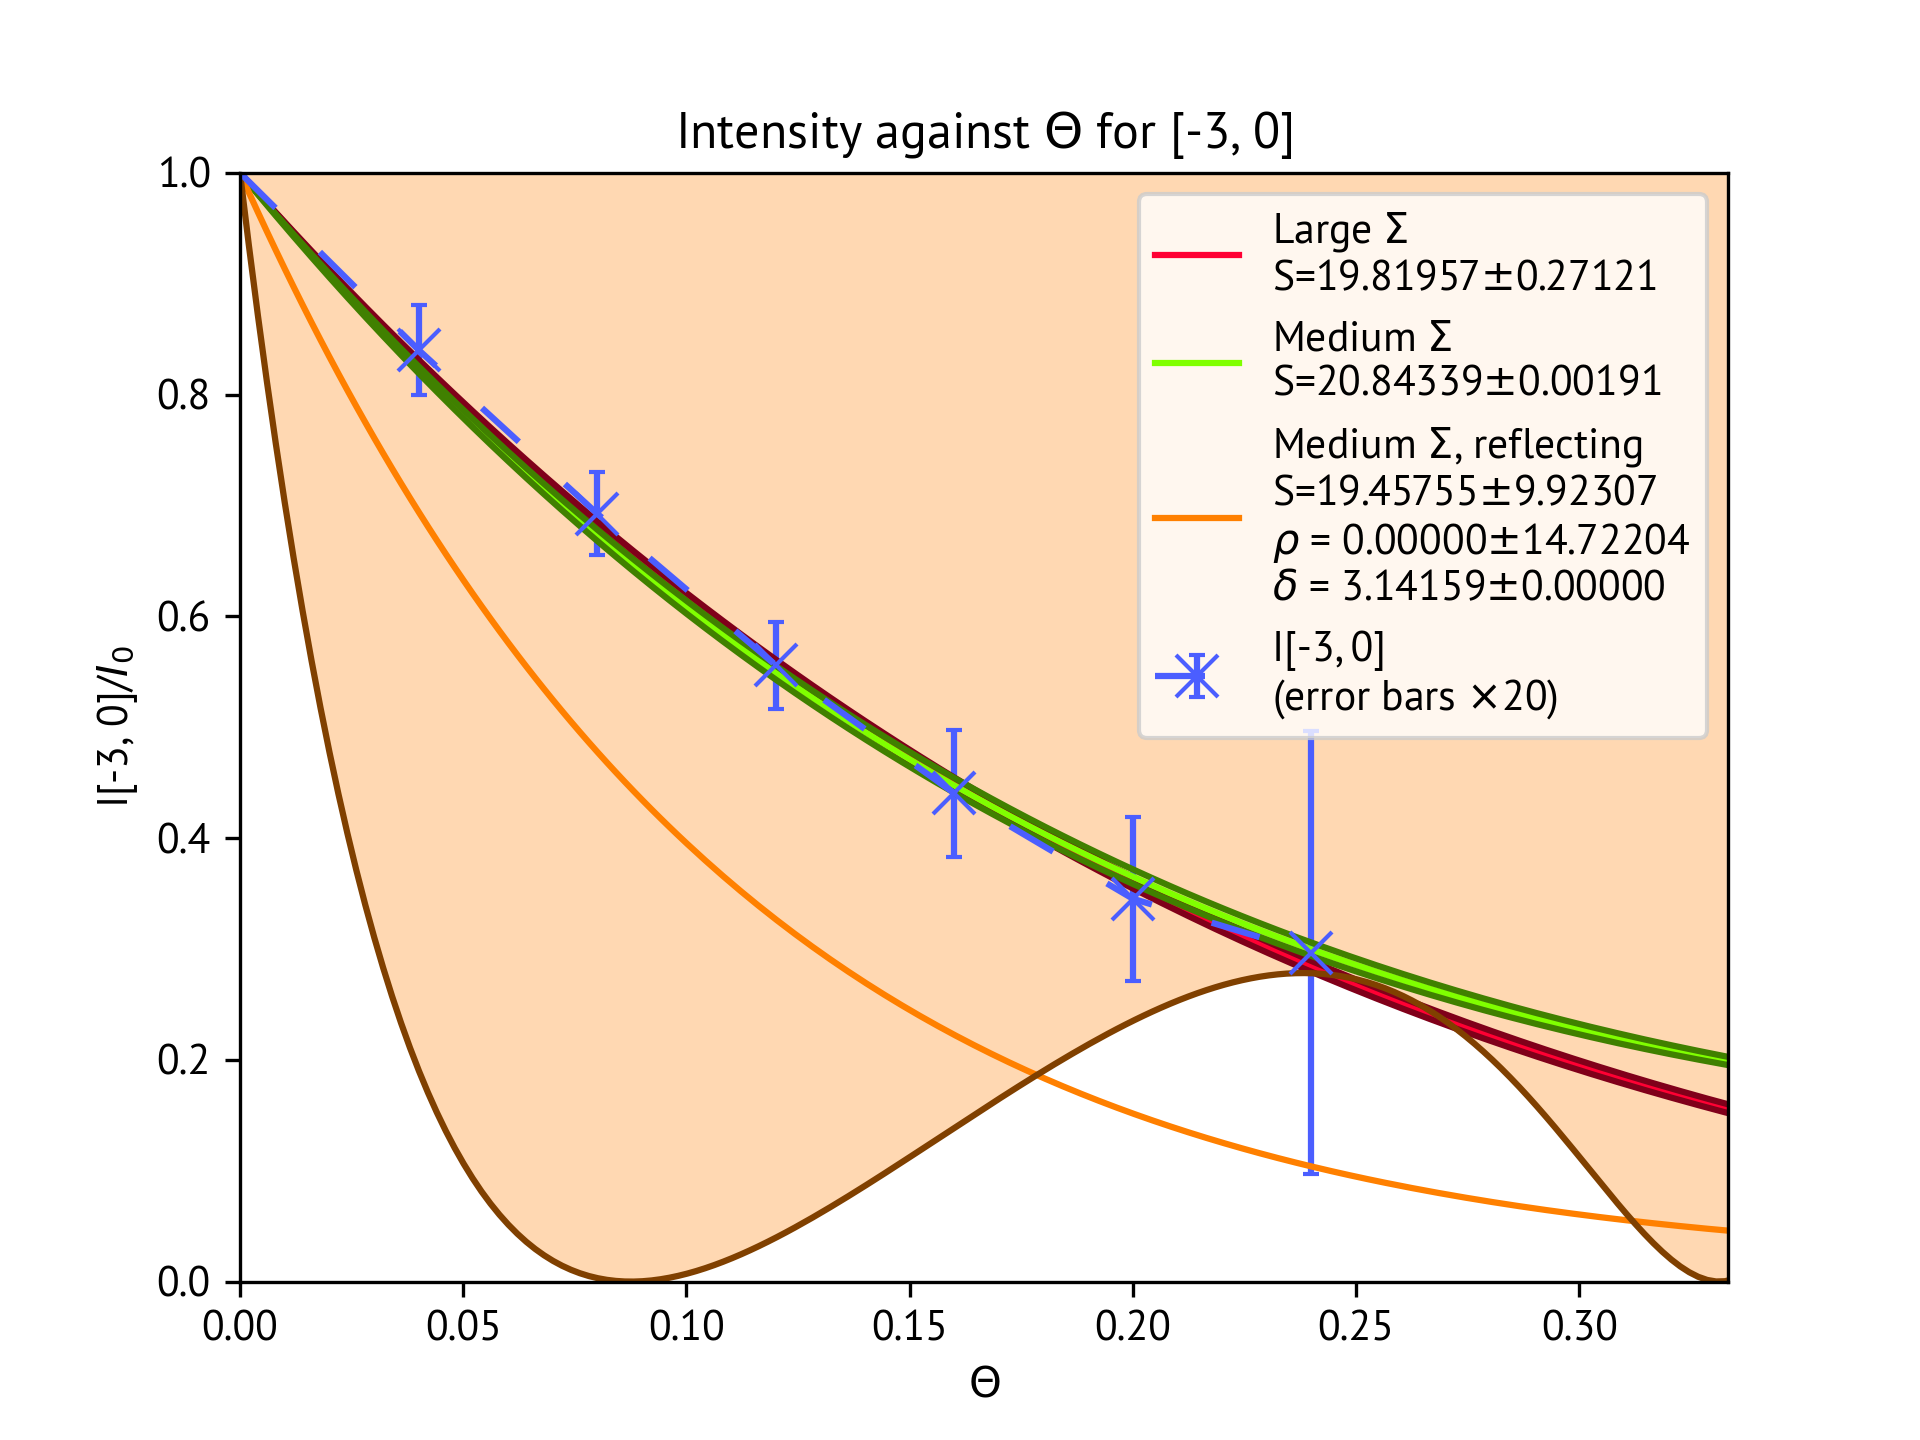 Intensity against Θ for [-3, 0]
1.0
0.8
0.6
0.4
0.2
0.0
I[-3, 0]/I₀
0.00
0.05
0.10
0.15
0.20
0.25
0.30
Θ
Large Σ
S=19.81957±0.27121
Medium Σ
S=20.84339±0.00191
Medium Σ, reflecting
S=19.45755±9.92307
ρ = 0.00000±14.72204
δ = 3.14159±0.00000
I[-3, 0]
(error bars ×20)